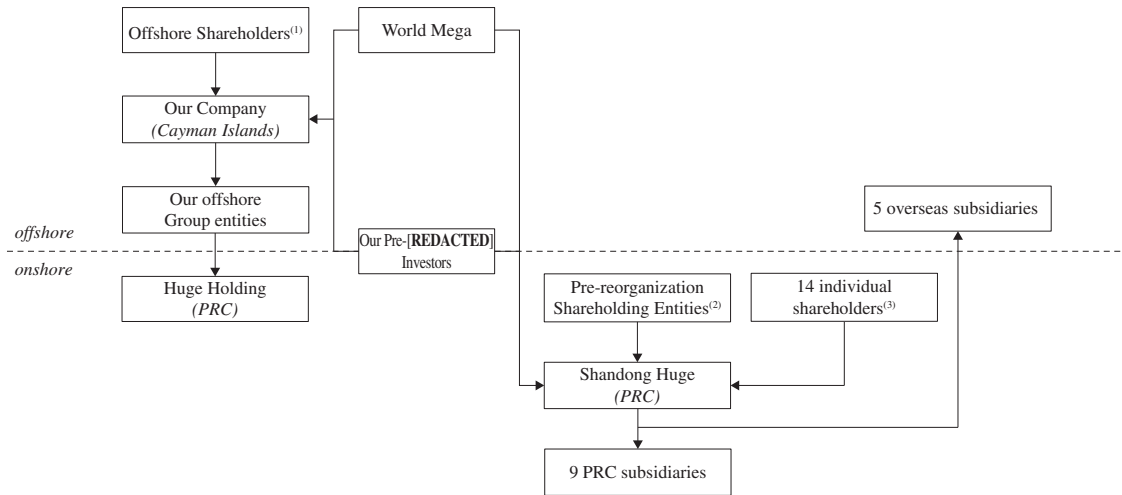 Offshore Shareholders(1)
World Mega
Our Company
(Cayman Islands)
Our offshore
Group entities
5 overseas subsidiaries
offshore
Our Pre-[REDACTED]
Investors
onshore
Huge Holding
(PRC)
Pre-reorganization
Shareholding Entities(2)
14 individual
shareholders(3)
Shandong Huge
(PRC)
9 PRC subsidiaries